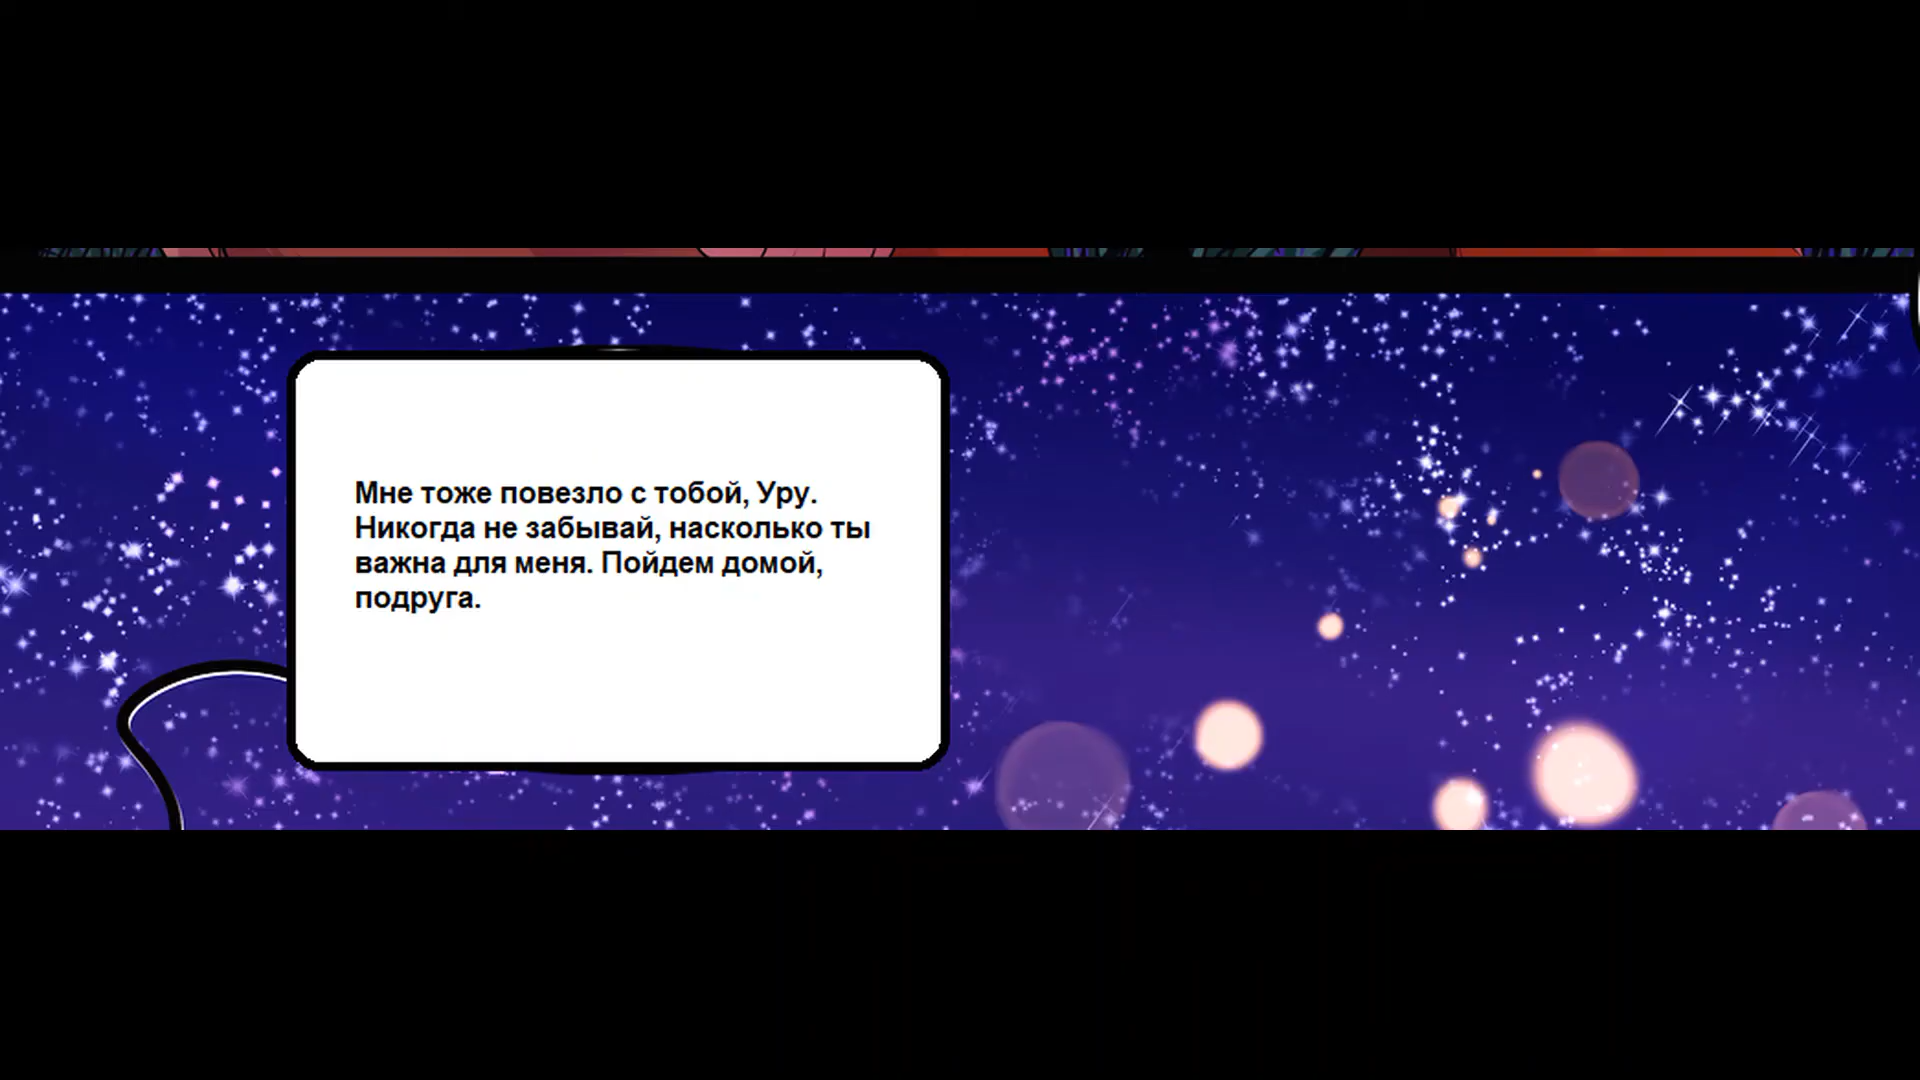 Мне тоже повезло с тобой, Уру.
Никогда не забывай, насколько ты
важна для меня. Пойдем домой,
подруга.